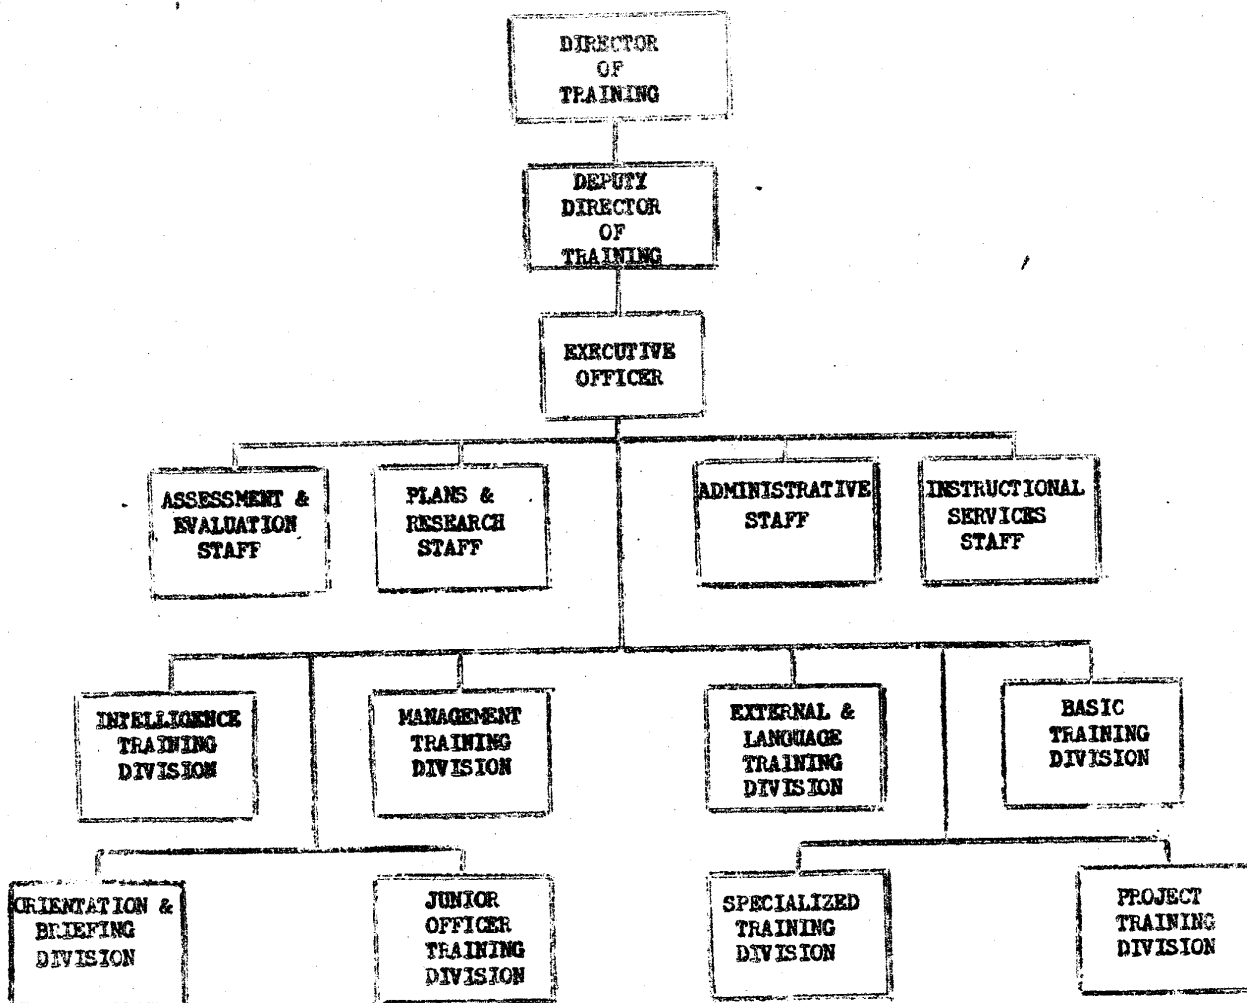 DIRECTOR
OF
TRAINING
DEPUTY
DIRECTOR
OF
TRAINING
EXECUTIVE
OFFICER
ASSESSMENT &
EVALUATION
STAFF
PLANS &
RESEARCH
STAFF
ADMINISTRATIVE
STAFF
INSTRUCTIONAL
SERVICES
STAFF
INTELLIGENCE
TRAINING
DIVISION
MANAGEMENT
TRAINING
DIVISION
EXTERNAL &
LANGUAGE
TRAINING
DIVISION
BASIC
TRAINING
DIVISION
ORIENTATION &
BRIEFING
DIVISION
JUNIOR
OFFICER
TRAINING
DIVISION
SPECIALIZED
TRAINING
DIVISION
PROJECT
TRAINING
DIVISION